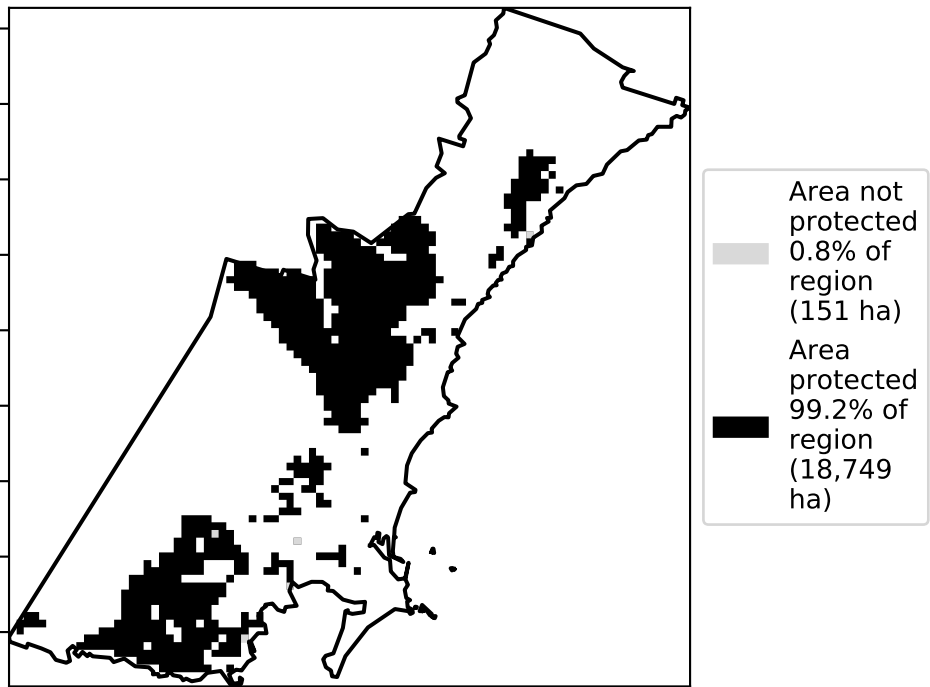 Area not
protected
0.8% of
region
(151 ha)
Area
protected
99.2% of
region
(18,749
ha)